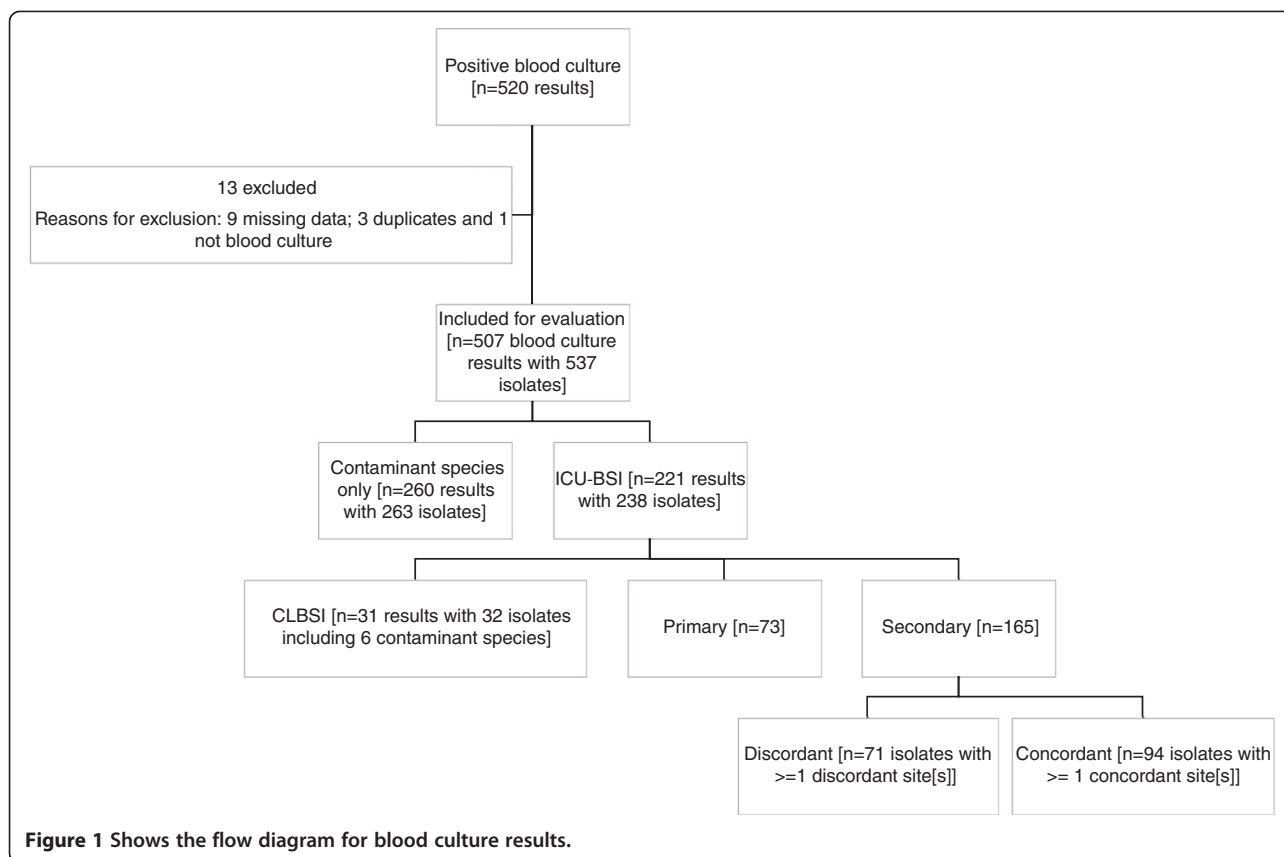 Positive blood culture
[n=520 results]
13 excluded
Reasons for exclusion: 9 missing data; 3 duplicates and 1
not blood culture
Included for evaluation
[n=507 blood culture
results with 537
isolates]
Contaminant species
only [n=260 results
with 263 isolates]
ICU-BSI [n=221 results
with 238 isolates]
CLBSI [n=31 results with 32 isolates
including 6 contaminant species]
Primary [n=73]
Secondary [n=165]
Discordant [n=71 isolates with
>=1 discordant site[s]]
Concordant [n=94 isolates with
>= 1 concordant site[s]]
Figure 1 Shows the flow diagram for blood culture results.